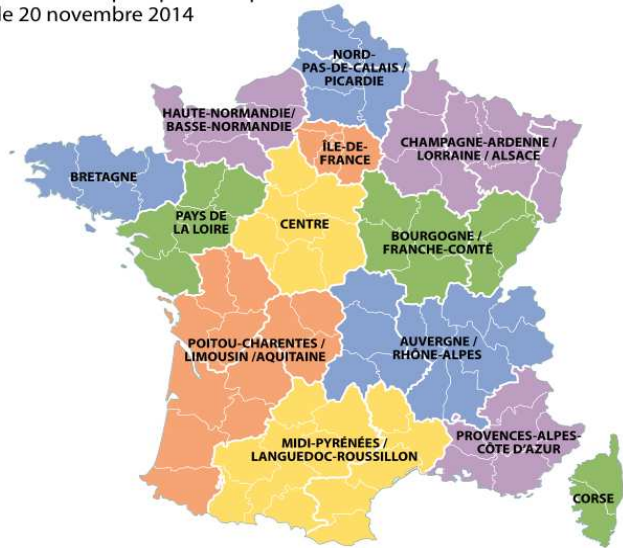 de 20 novembre 2014
NORD-
PAS-DE-CALAIS /
PICARDIE
HAUTE-NORMANDIE/
BASSE-NORMANDIE
ÎLE-DE-
FRANCE
CHAMPAGNE-ARDENNE /
LORRAINE / ALSACE
BRETAGNE
PAYS DE
LA LOIRE
CENTRE
BOURGOGNE /
FRANCHE-COMTÉ
POITOU-CHARENTES /
LIMOUSIN /AQUITAINE
AUVERGNE /
RHÔNE-ALPES
MIDI-PYRÉNÉES /
LANGUEDOC-ROUSSILLON
PROVENCES-ALPES-
CÔTE D'AZUR
CORSE